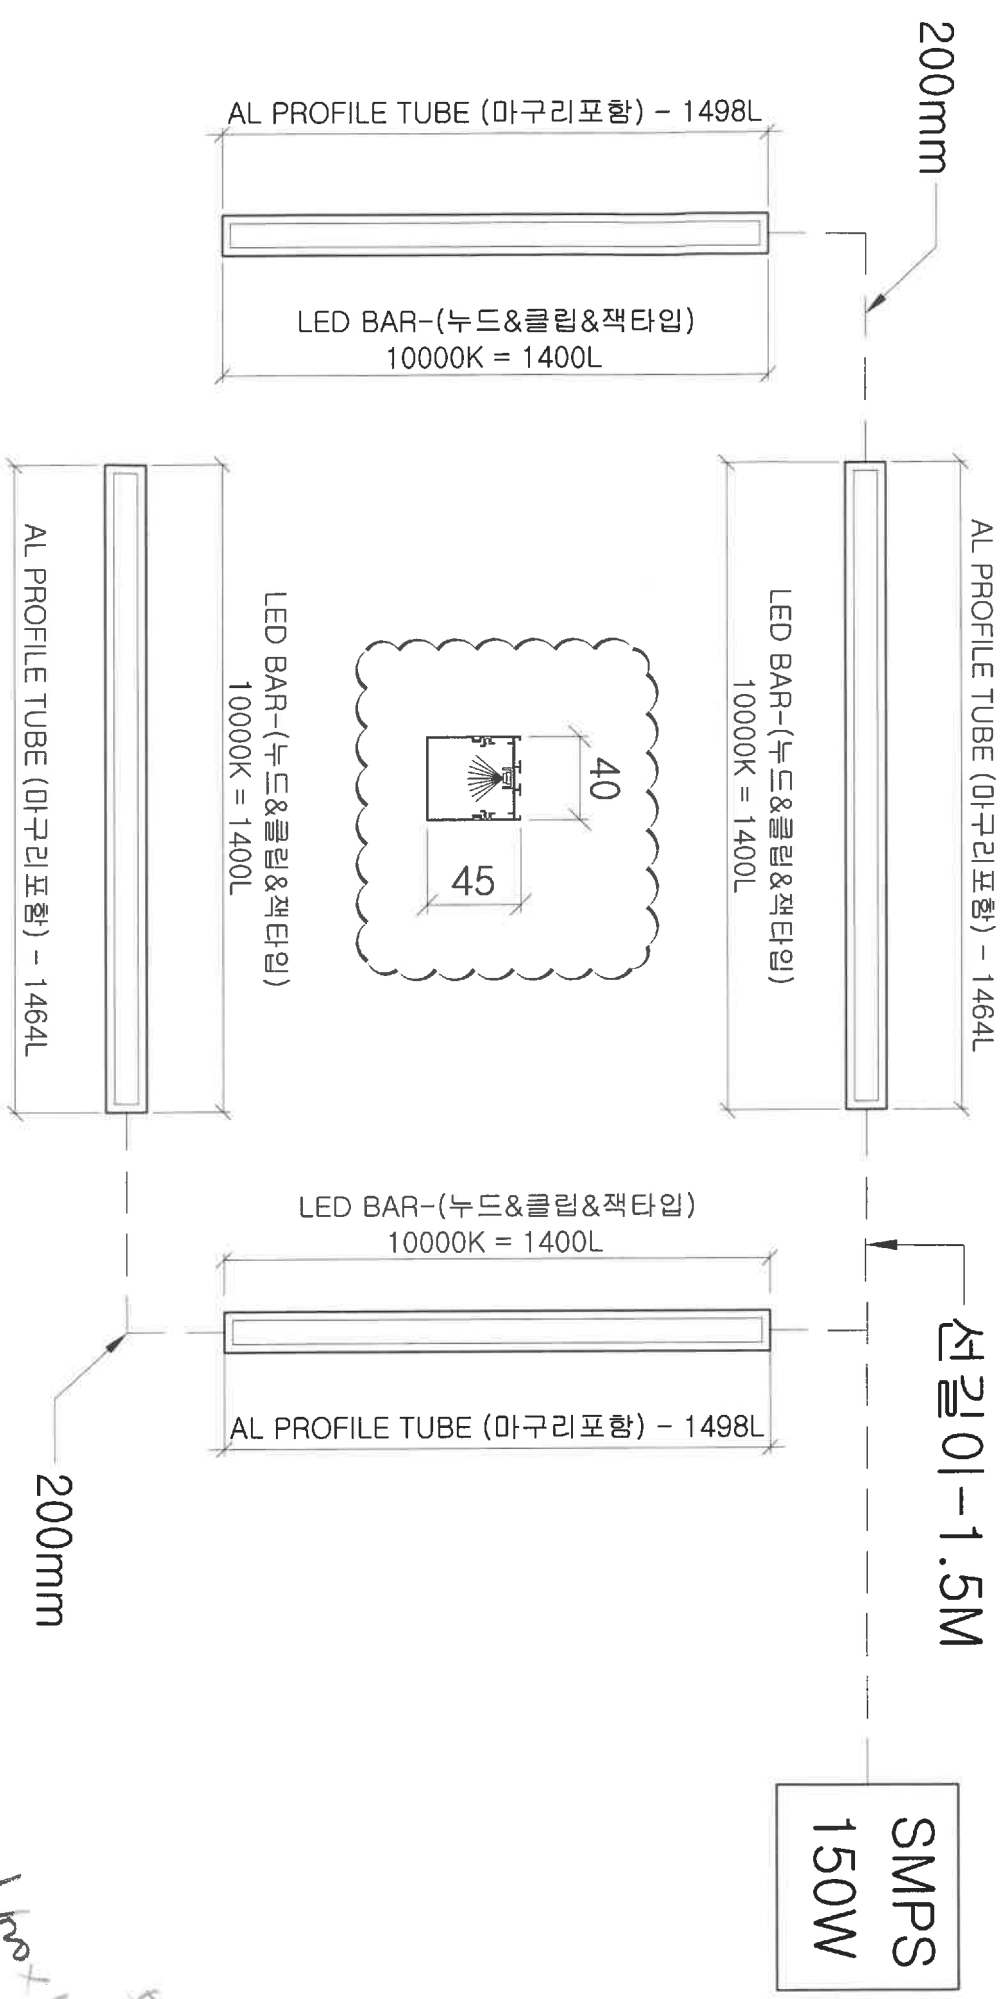 200mm
AL PROFILE TUBE (마구리포함) - 1498L
LED BAR-(누드&클립&잭타입)
10000K = 1400L
AL PROFILE TUBE (마구리포함) - 1464L
LED BAR-(누드&클립&잭타입)
10000K = 1400L
40
45
LED BAR-(누드&클립&잭타입)
10000K = 1400L
AL PROFILE TUBE (마구리포함) - 1464L
LED BAR-(누드&클립&잭타입)
10000K = 1400L
AL PROFILE TUBE (마구리포함) - 1498L
선길이-1.5M
200mm
SMPS
150W